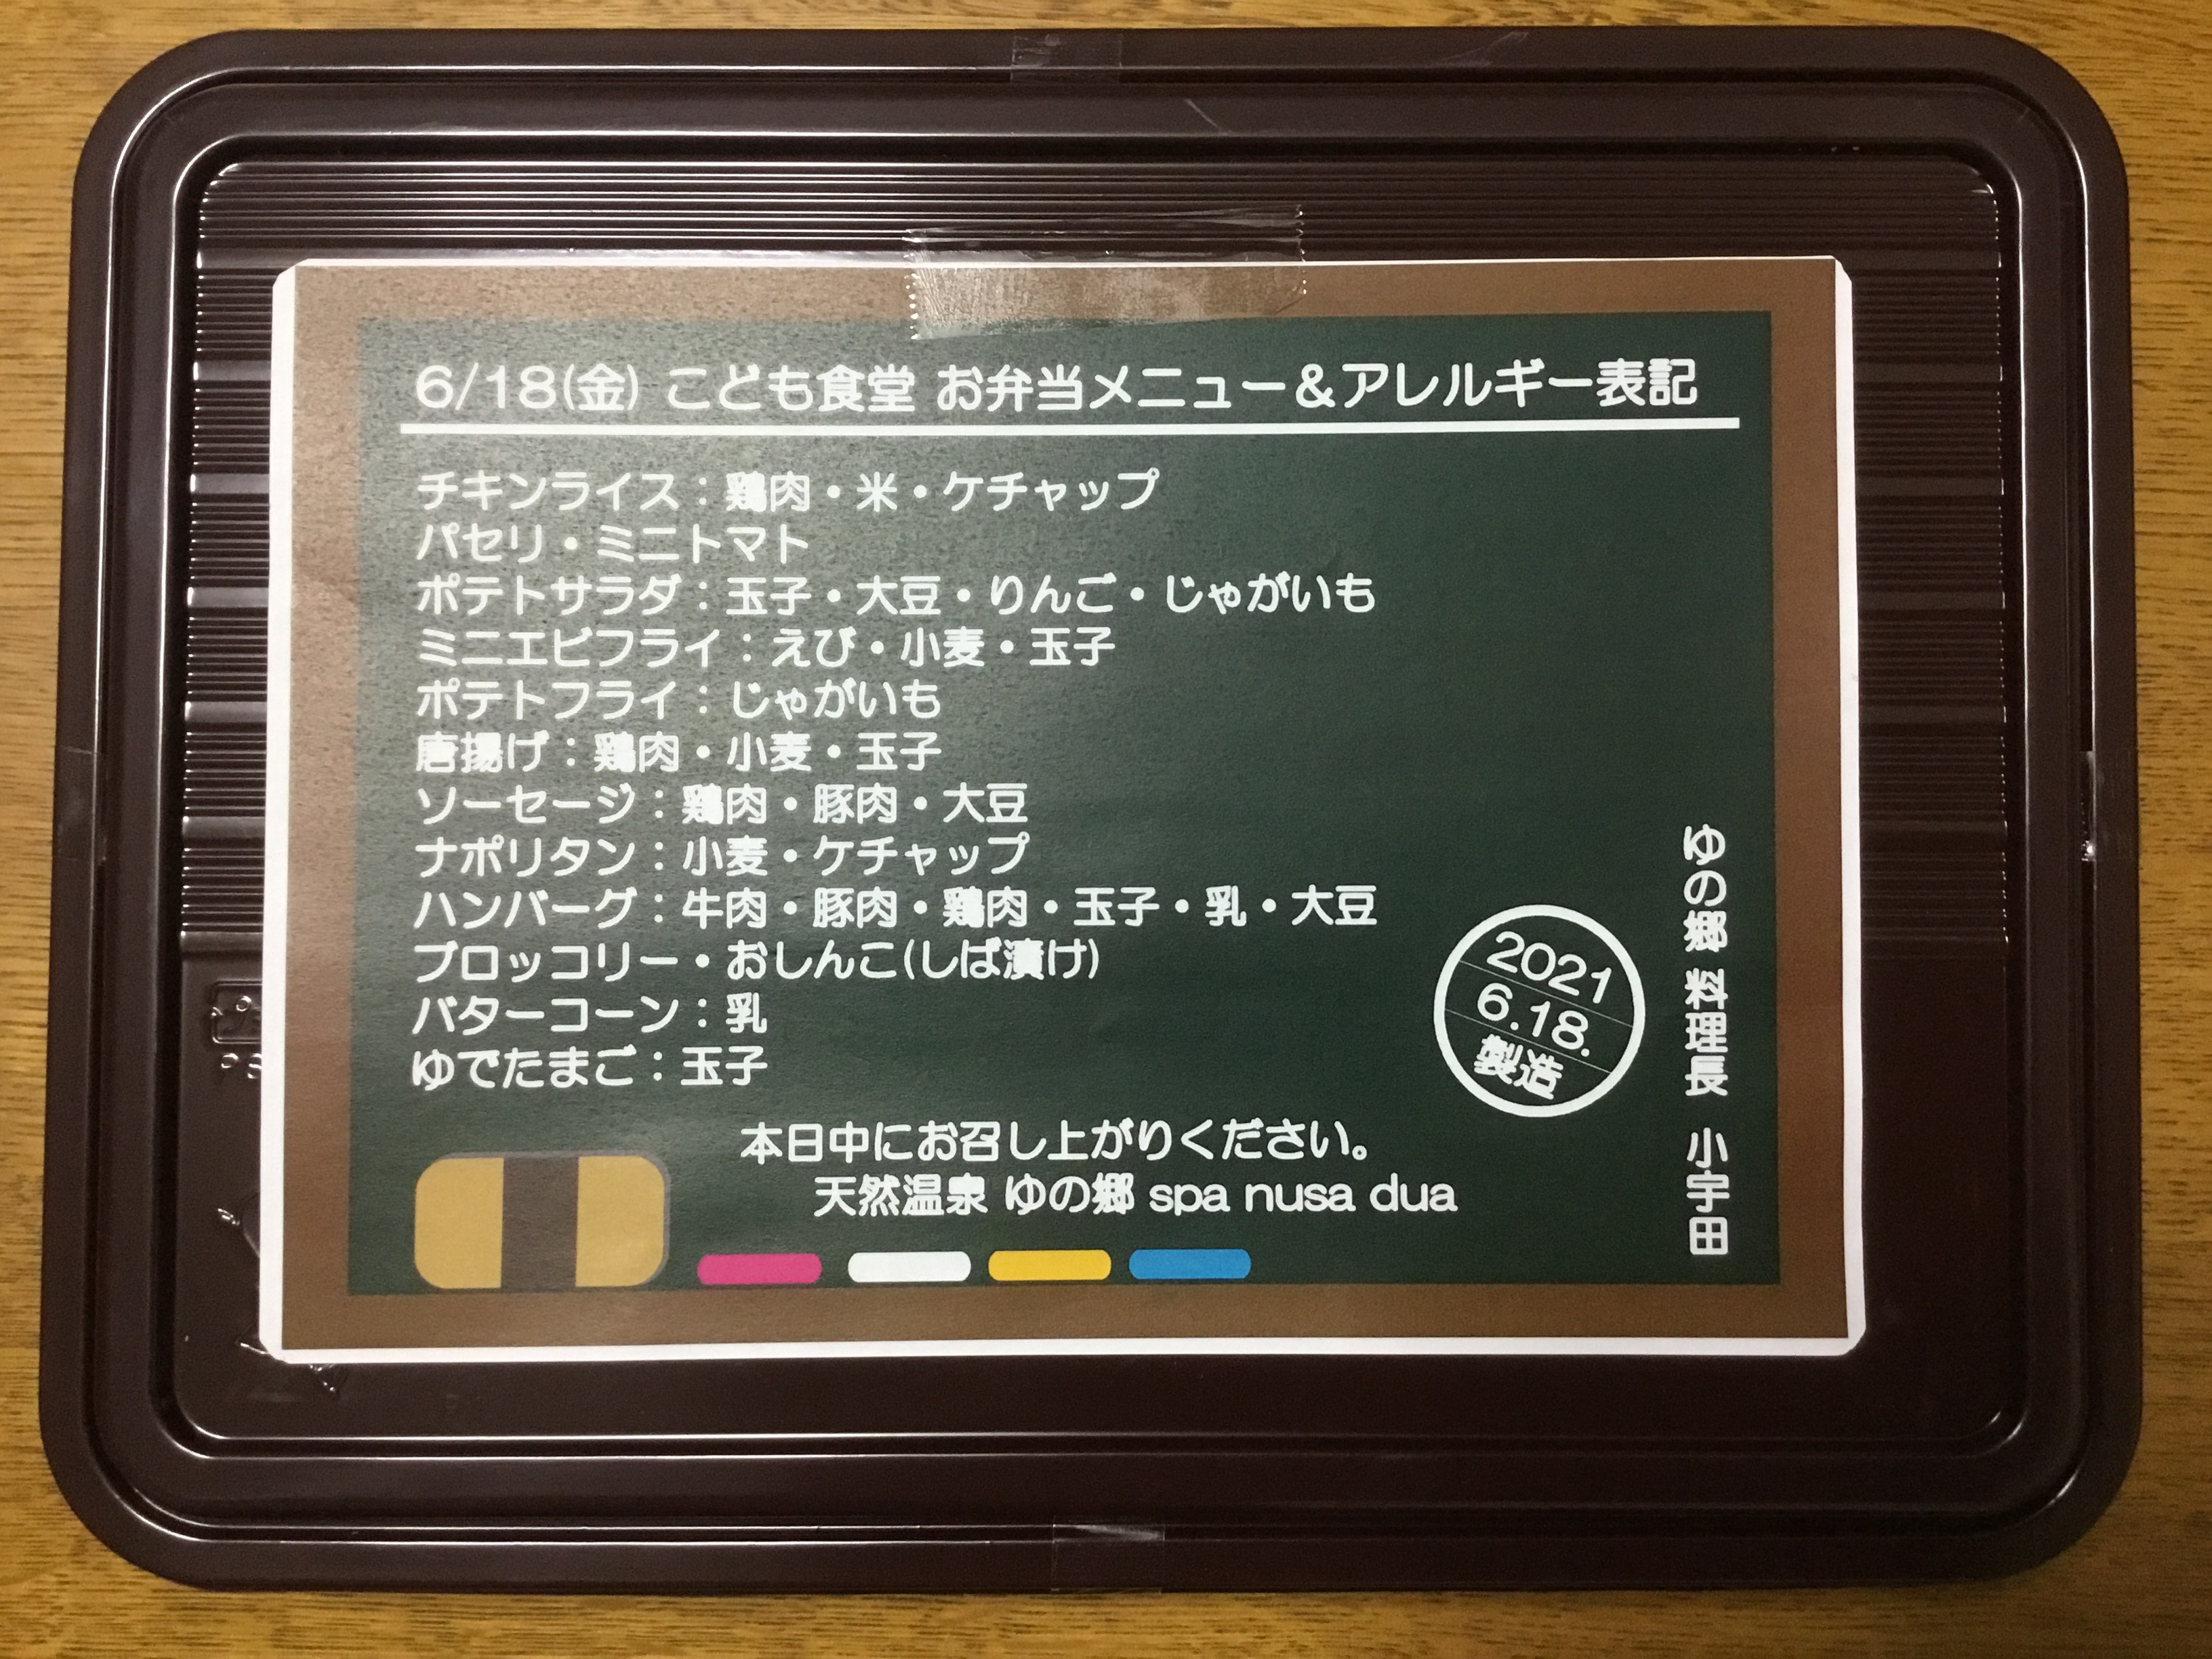 6/18(金) こども食堂 お弁当メニュー&アレルギー表記
チキンライス：鶏肉・米・ケチャップ
パセリ・ミニトマト
ポテトサラダ：玉子・大豆・りんご・じゃがいも
ミニエビフライ：えび・小麦・玉子
ポテトフライ：じゃがいも
唐揚げ：鶏肉・小麦・玉子
ソーセージ：鶏肉・豚肉・大豆
ナポリタン：小麦・ケチャップ
ハンバーグ：牛肉・豚肉・鶏肉・玉子・乳・大豆
ブロッコリー・おしんこ(しば漬け)
バターコーン：乳
ゆでたまご：玉子
本日中にお召し上がりください。
天然温泉 ゆの郷 spa nusa dua
2021
6.18.
製造
ゆの郷 料理長 小宇田